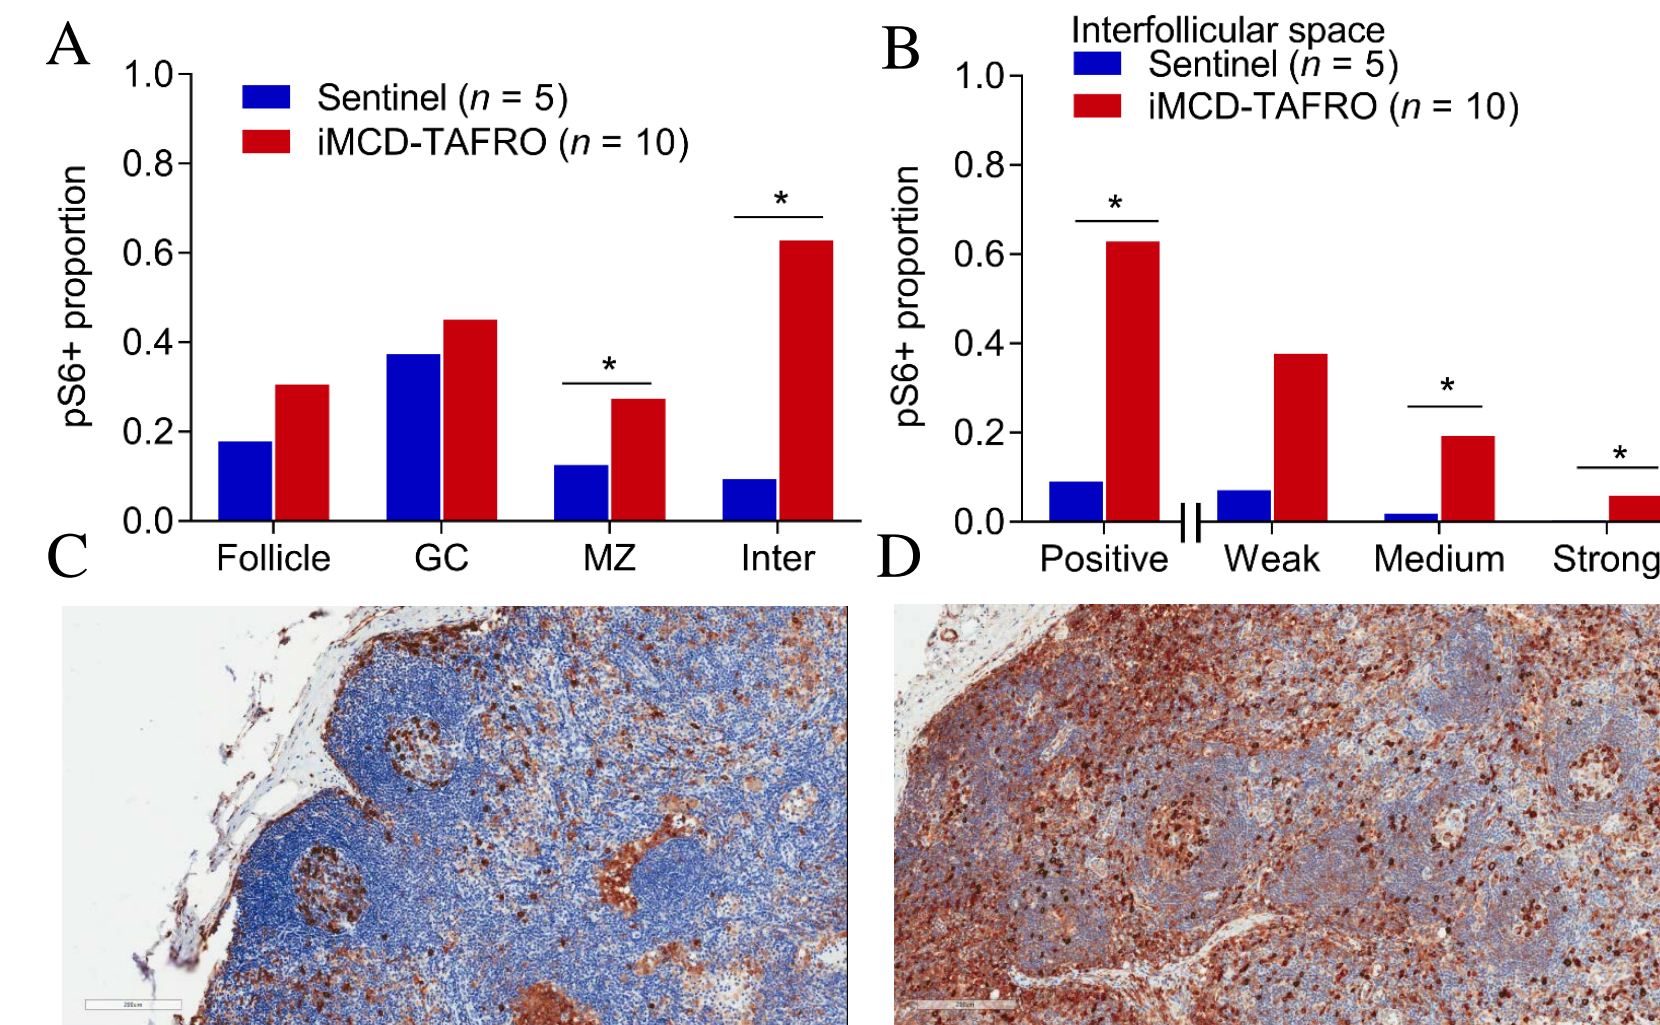 A
1.0
0.8
0.6
0.4
0.2
0.0
pS6+ proportion
Sentinel (n = 5)
iMCD-TAFRO (n = 10)
*
*
Follicle GC MZ Inter
B
Interfollicular space
Sentinel (n = 5)
iMCD-TAFRO (n = 10)
1.0
0.8
0.6
0.4
0.2
0.0
pS6+ proportion
*
*
*
Positive Weak Medium Strong
C
200um
D
200um